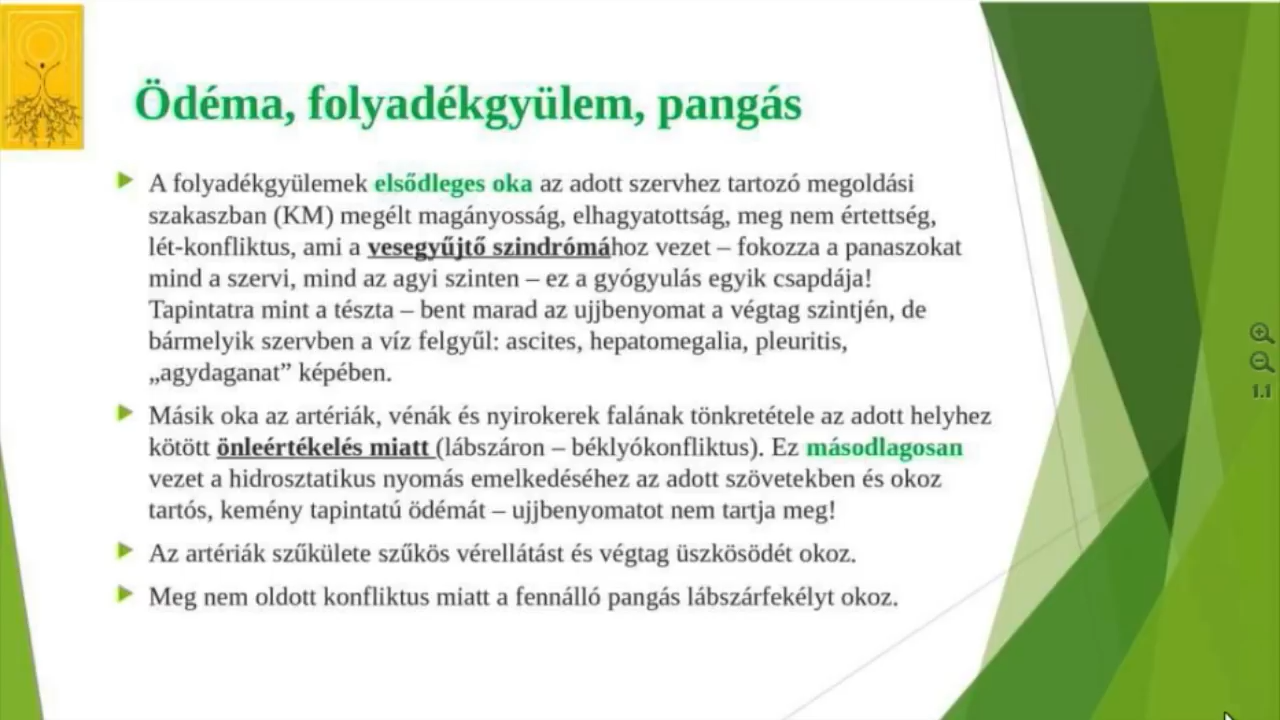 Ödéma, folyadékgyülem, pangás
A folyadékgyülemek elsődleges oka az adott szervhez tartozó megoldási
szakaszban (KM) megélt magányosság, elhagyatottság, meg nem értettség,
lét-konfliktus, ami a vesegyűjtő szindrómához vezet – fokozza a panaszokat
mind a szervi, mind az agyi szinten – ez a gyógyulás egyik csapdája!
Tapintatra mint a tészta – bent marad az ujjbenyomat a végtag szintjén, de
bármelyik szervben a víz felgyűl: ascites, hepatomegalia, pleuritis,
„agydaganat” képében.
Másik oka az artériák, vénák és nyirokerek falának tönkretétele az adott helyhez
kötött önleértékelés miatt (lábszáron – béklyókonfliktus). Ez másodlagosan
vezet a hidrosztatikus nyomás emelkedéséhez az adott szövetekben és okoz
tartós, kemény tapintatú ödémát – ujjbenyomatot nem tartja meg!
Az artériák szűkülete szűkös vérellátást és végtag üszkösödét okoz.
Meg nem oldott konfliktus miatt a fennálló pangás lábszárfekélyt okoz.
1.1